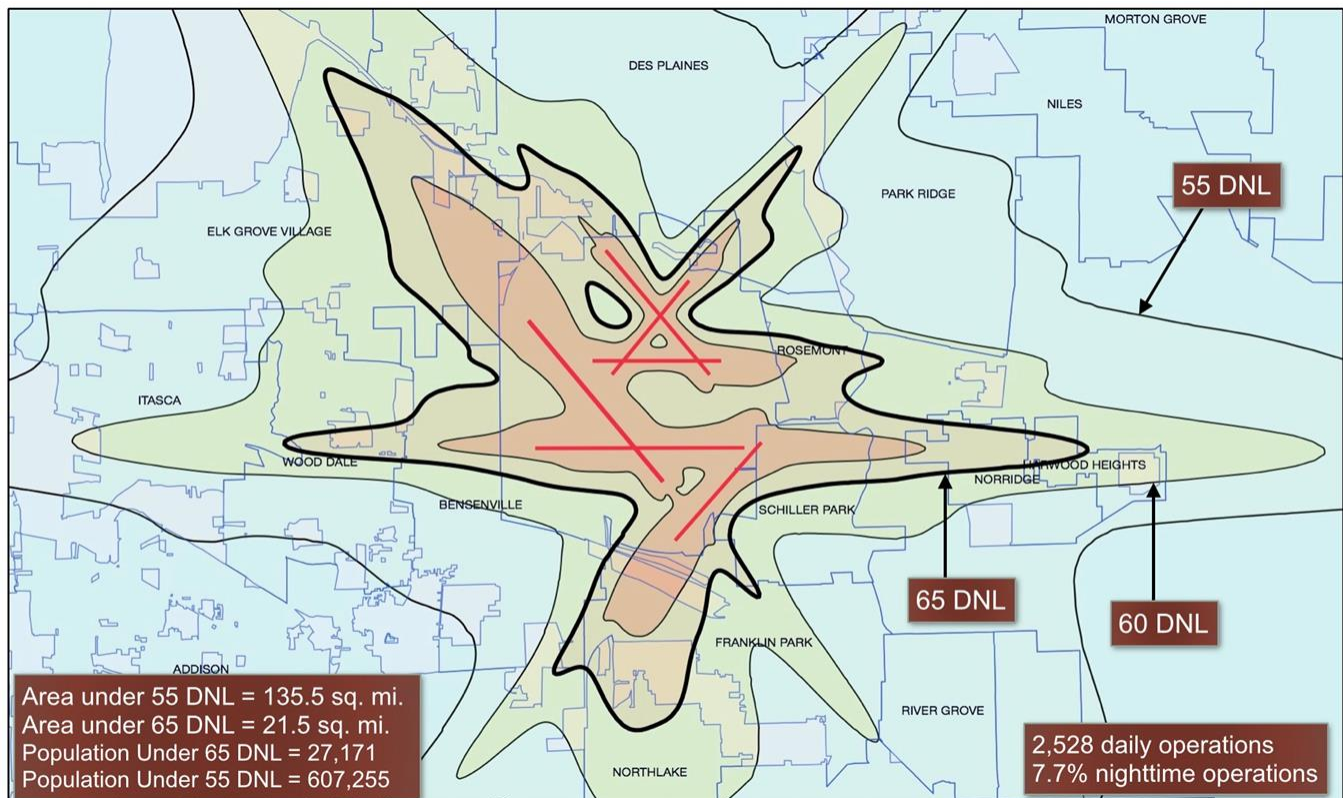 MORTON GROVE
DES PLAINES
NILES
55 DNL
PARK RIDGE
ELK GROVE VILLAGE
ROSEMONT
ITASCA
WOOD DALE
HARWOOD HEIGHTS
NORRIDGE
BENSENVILLE
SCHILLER PARK
65 DNL
60 DNL
FRANKLIN PARK
ADDISON
RIVER GROVE
NORTHLAKE
Area under 55 DNL = 135.5 sq. mi.
Area under 65 DNL = 21.5 sq. mi.
Population Under 65 DNL = 27,171
Population Under 55 DNL = 607,255
2,528 daily operations
7.7% nighttime operations